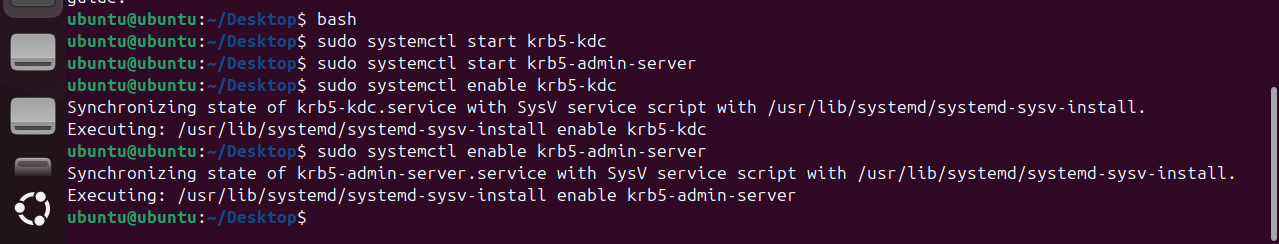 guide.
ubuntu@ubuntu:~/Desktop$ bash
ubuntu@ubuntu:~/Desktop$ sudo systemctl start krb5-kdc
ubuntu@ubuntu:~/Desktop$ sudo systemctl start krb5-admin-server
ubuntu@ubuntu:~/Desktop$ sudo systemctl enable krb5-kdc
Synchronizing state of krb5-kdc.service with SysV service script with /usr/lib/systemd/systemd-sysv-install.
Executing: /usr/lib/systemd/systemd-sysv-install enable krb5-kdc
ubuntu@ubuntu:~/Desktop$ sudo systemctl enable krb5-admin-server
Synchronizing state of krb5-admin-server.service with SysV service script with /usr/lib/systemd/systemd-sysv-install.
Executing: /usr/lib/systemd/systemd-sysv-install enable krb5-admin-server
ubuntu@ubuntu:~/Desktop$